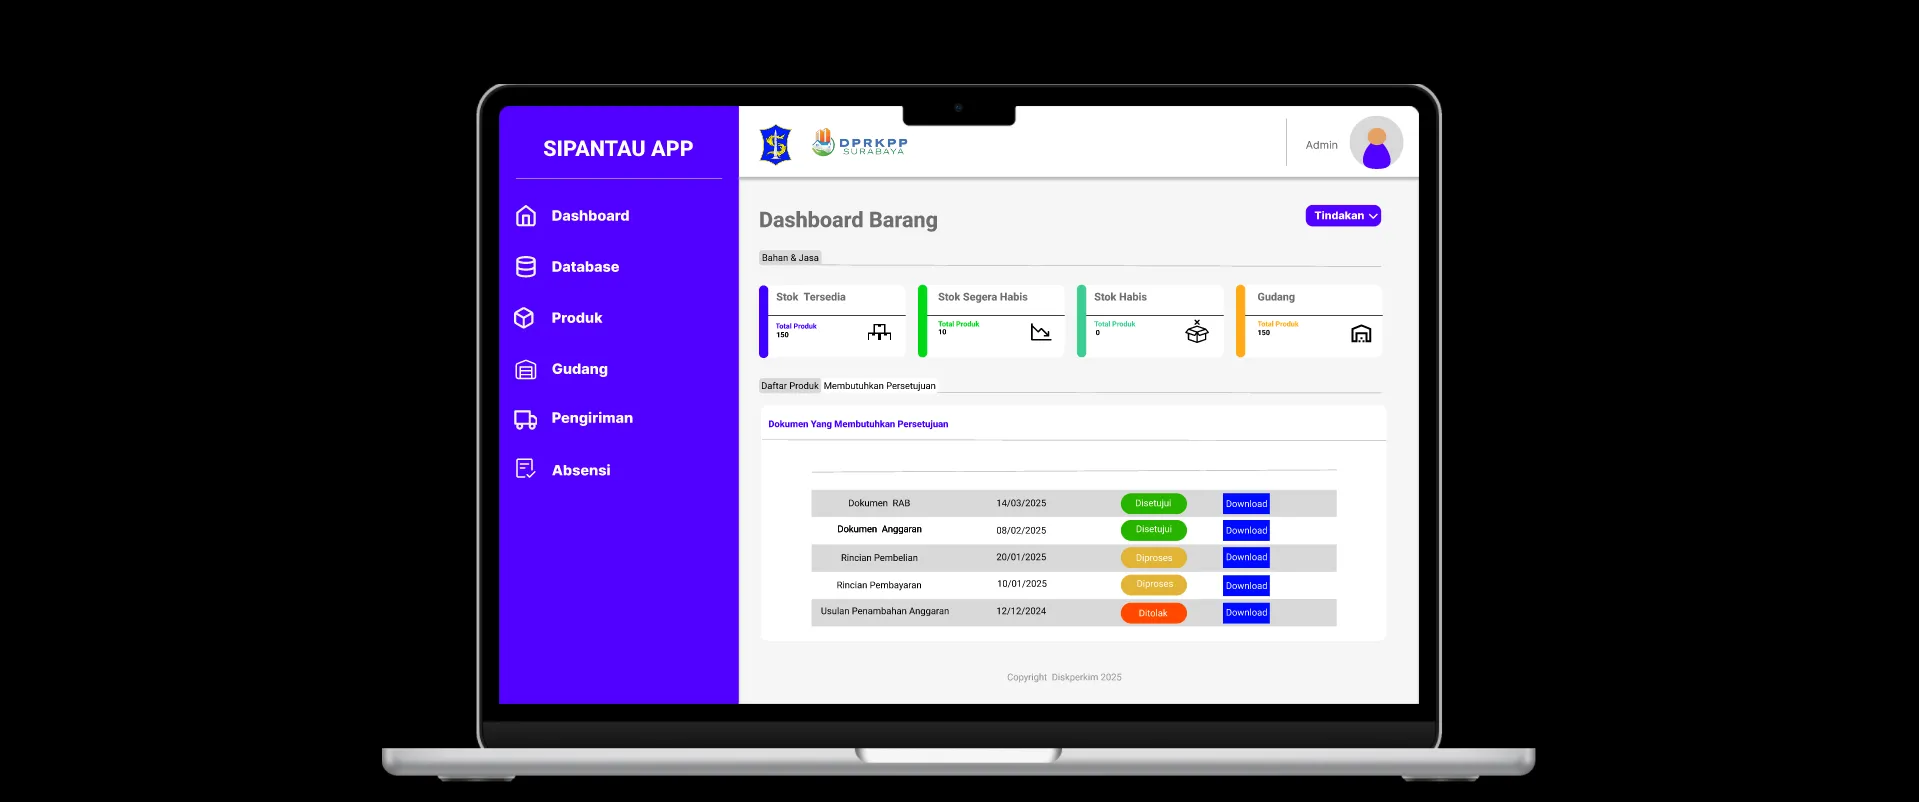 SIPANTAU APP
Dashboard
Database
Produk
Gudang
Pengiriman
Absensi
DPRKPP
SURABAYA
Admin
Dashboard Barang
Tindakan
Bahan & Jasa
Stok Tersedia
Total Produk
150
Stok Segera Habis
Total Produk
10
Stok Habis
Total Produk
0
Gudang
Total Produk
150
Daftar Produk Membutuhkan Persetujuan
Dokumen Yang Membutuhkan Persetujuan
Dokumen RAB 14/03/2025 Disetujui Download
Dokumen Anggaran 08/02/2025 Disetujui Download
Rincian Pembelian 20/01/2025 Diproses Download
Rincian Pembayaran 10/01/2025 Diproses Download
Usulan Penambahan Anggaran 12/12/2024 Ditolak Download
Copyright Diskperkim 2025